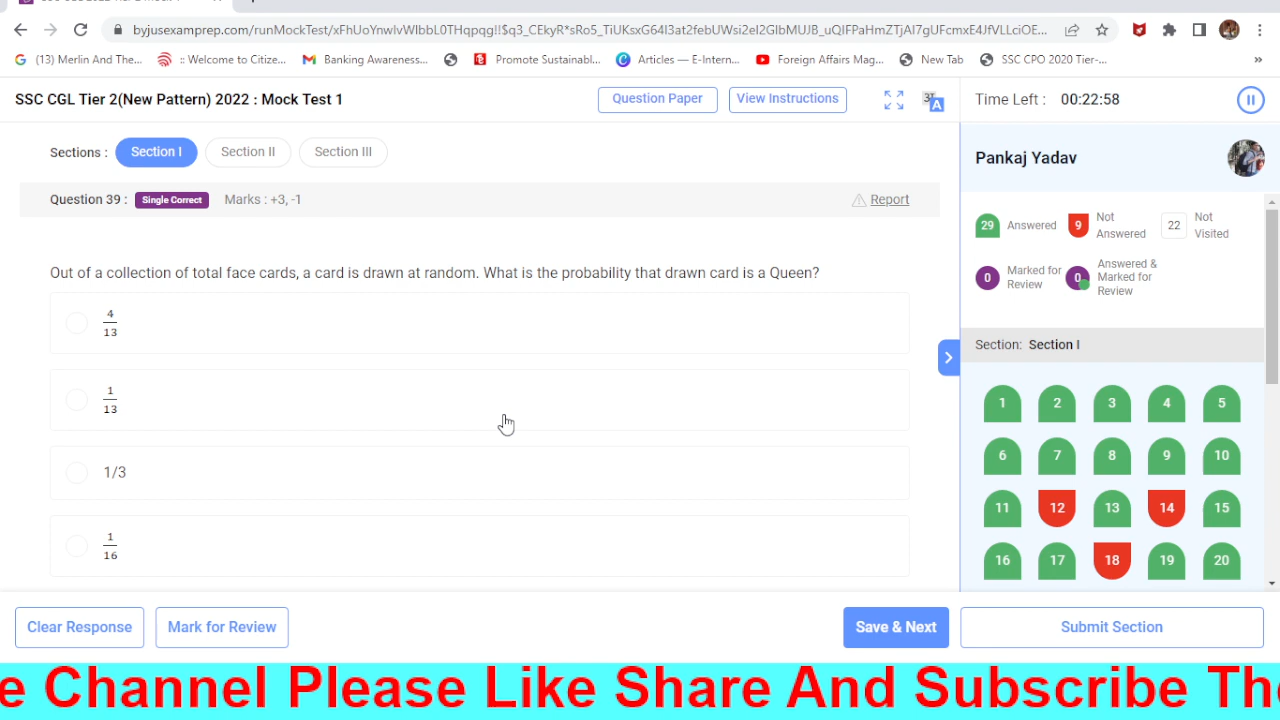 byjusexamprep.com/runMockTest/xFhUoYnwlvWlbbL0THqpqg!!$q3_CEkyR*sRo5_TiUKsxG64I3at2febUWsi2eI2GlbMUJB_uQIFPaHmZTjAI7gUFcmxE4JfVLLciOE...
(13) Merlin And The...
:: Welcome to Citize...
Banking Awareness...
Promote Sustainabl...
Articles — E-Intern...
Foreign Affairs Mag...
New Tab
SSC CPO 2020 Tier-...
»
SSC CGL Tier 2(New Pattern) 2022 : Mock Test 1
Question Paper
View Instructions
Time Left : 00:22:58
Sections : Section I Section II Section III
Pankaj Yadav
Question 39 : Single Correct Marks : +3, -1
Report
29 Answered
9 Not Answered
22 Not Visited
0 Marked for Review
0 Answered & Marked for Review
Out of a collection of total face cards, a card is drawn at random. What is the probability that drawn card is a Queen?
4
13
1
13
1/3
1
16
Section: Section I
1 2 3 4 5
6 7 8 9 10
11 12 13 14 15
16 17 18 19 20
Clear Response
Mark for Review
Save & Next
Submit Section
e Channel Please Like Share And Subscribe The